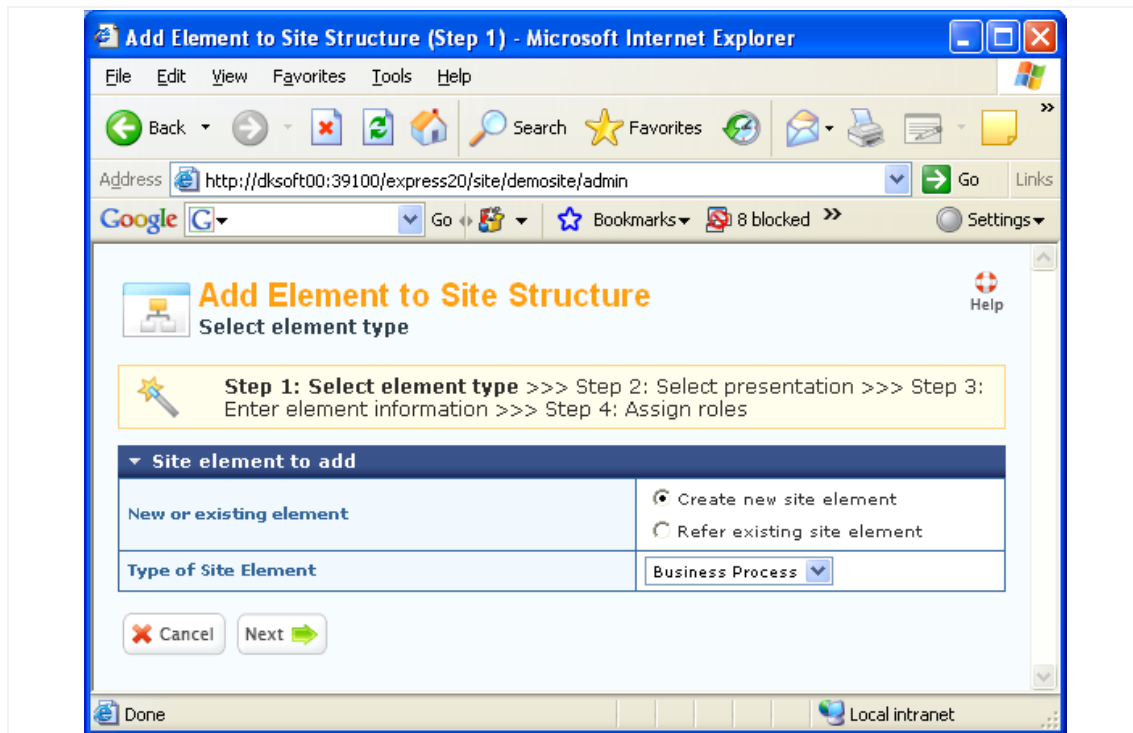 Add Element to Site Structure (Step 1) - Microsoft Internet Explorer
File Edit View Favorites Tools Help
Back Search Favorites »
Address http://dksoft00:39100/express20/site/demosite/admin Go Links
Google G Go Bookmarks 8 blocked » Settings
Add Element to Site Structure
Help
Select element type
Step 1: Select element type >>> Step 2: Select presentation >>> Step 3:
Enter element information >>> Step 4: Assign roles
Site element to add
New or existing element
Create new site element
Refer existing site element
Type of Site Element Business Process
Cancel Next
Done Local intranet